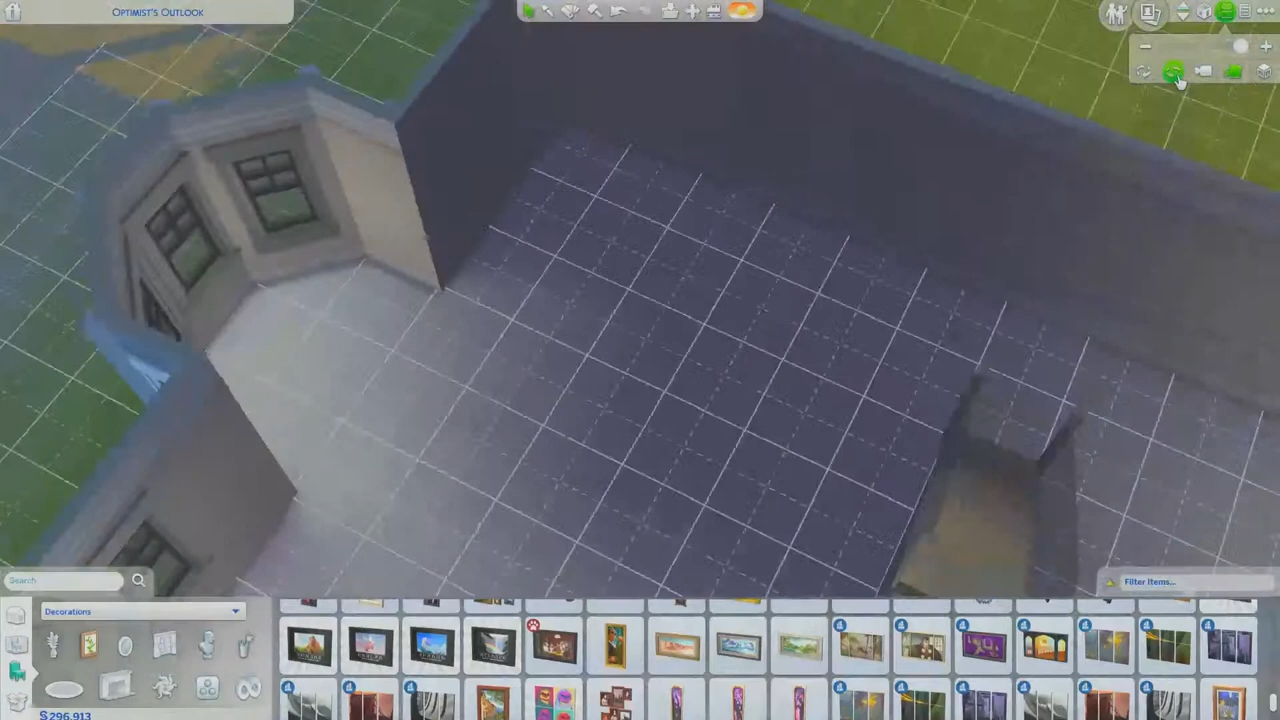 OPTIMIST'S OUTLOOK
Search
Filter Items...
Decorations
§296,913